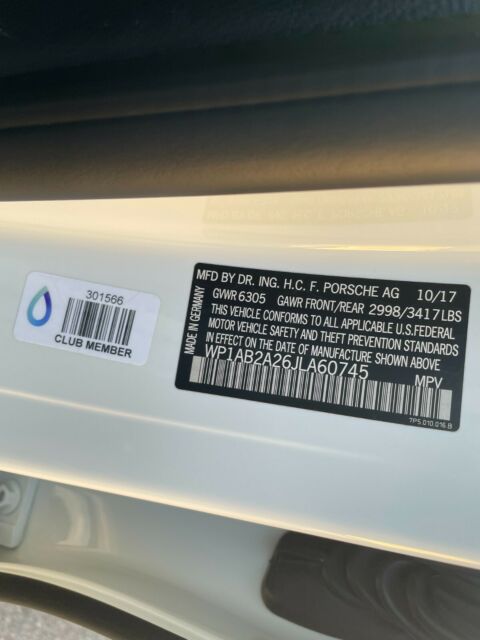 301566
CLUB MEMBER
MADE IN GERMANY
MFD BY DR. ING. H.C. F. PORSCHE AG 10/17
GVWR 6305 GAWR FRONT/REAR 2998/3417LBS
THIS VEHICLE CONFORMS TO ALL APPLICABLE U.S. FEDERAL
MOTOR VEHICLE SAFETY AND THEFT PREVENTION STANDARDS
IN EFFECT ON THE DATE OF MANUFACTURE SHOWN ABOVE
WP1AB2A26JLA60745 MPV
7P5 010 016 B